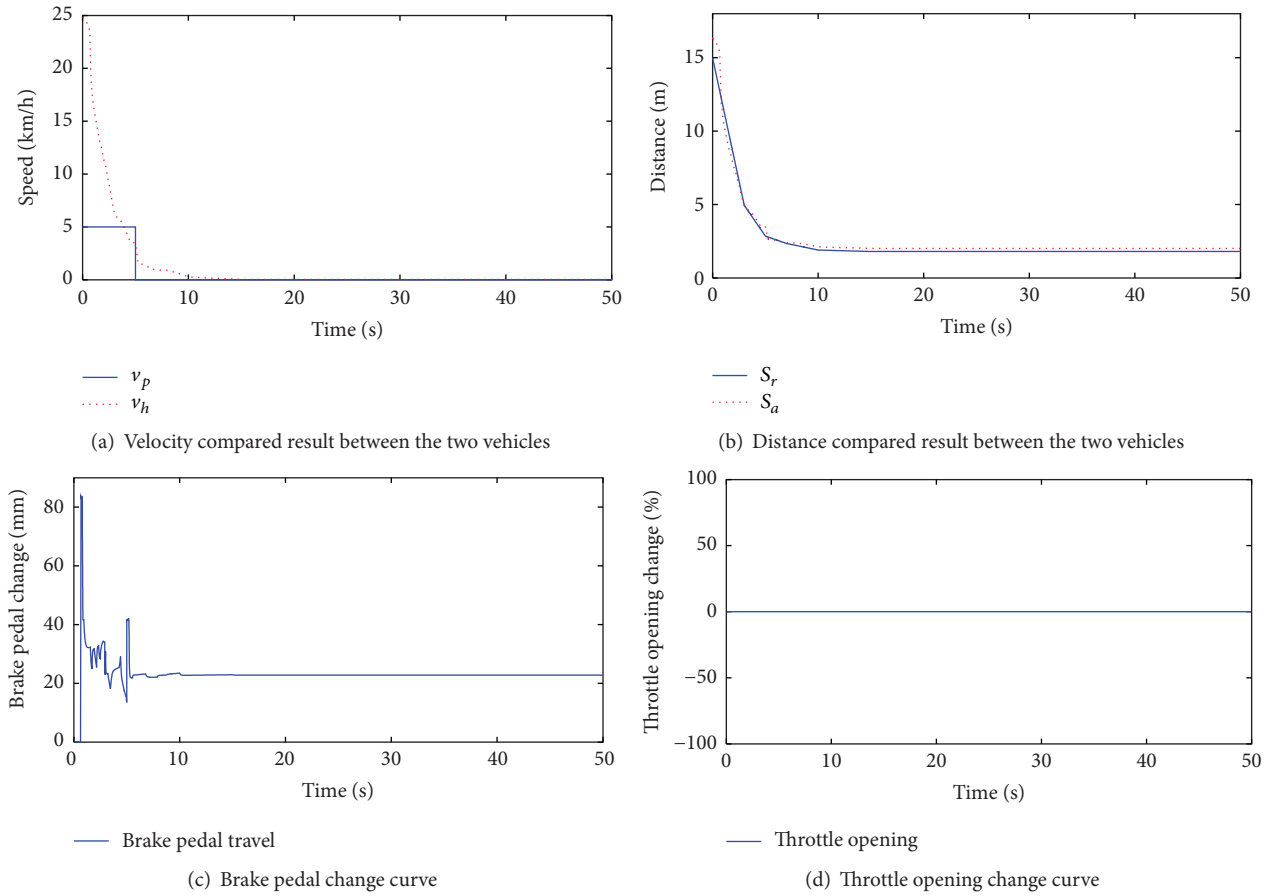 25
20
15
10
5
0
Speed (km/h)
0 10 20 30 40 50
Time (s)
v_p
v_h
(a) Velocity compared result between the two vehicles
15
10
5
0
Distance (m)
0 10 20 30 40 50
Time (s)
S_r
S_a
(b) Distance compared result between the two vehicles
80
60
40
20
0
Brake pedal change (mm)
0 10 20 30 40 50
Time (s)
Brake pedal travel
(c) Brake pedal change curve
100
50
0
−50
−100
Throttle opening change (%)
0 10 20 30 40 50
Time (s)
Throttle opening
(d) Throttle opening change curve